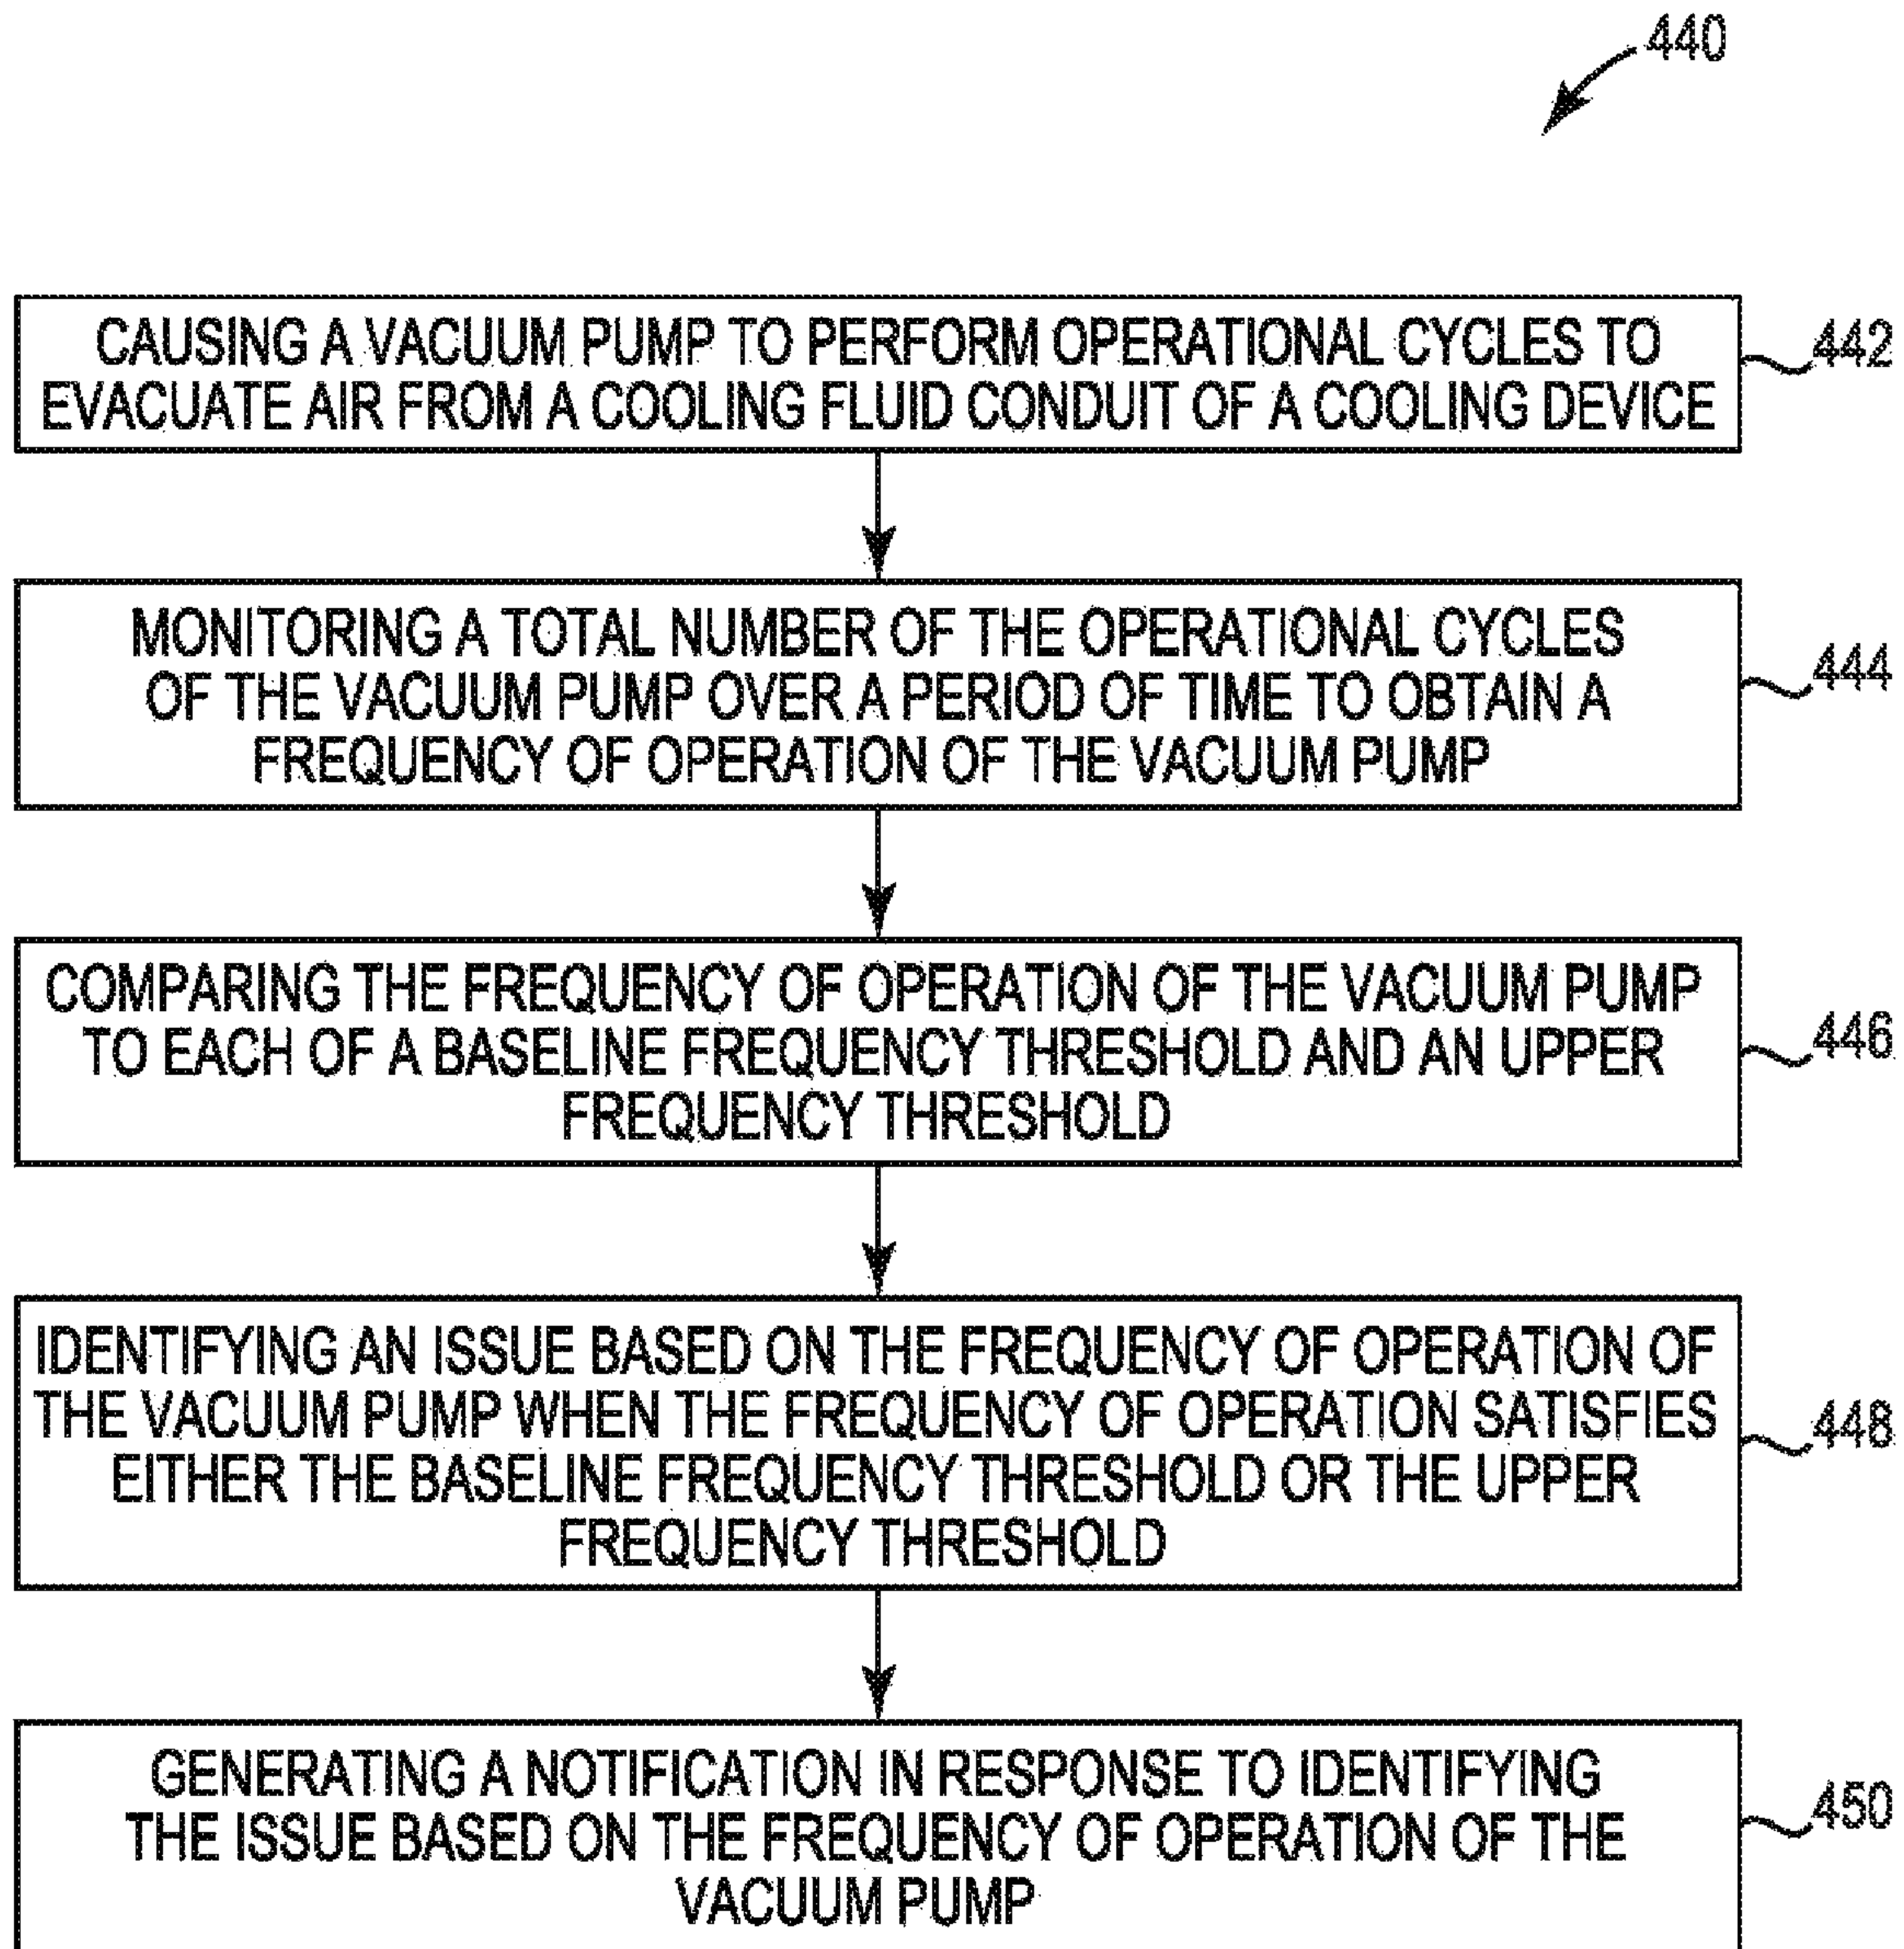 440
CAUSING A VACUUM PUMP TO PERFORM OPERATIONAL CYCLES TO
EVACUATE AIR FROM A COOLING FLUID CONDUIT OF A COOLING DEVICE
442
MONITORING A TOTAL NUMBER OF THE OPERATIONAL CYCLES
OF THE VACUUM PUMP OVER A PERIOD OF TIME TO OBTAIN A
FREQUENCY OF OPERATION OF THE VACUUM PUMP
444
COMPARING THE FREQUENCY OF OPERATION OF THE VACUUM PUMP
TO EACH OF A BASELINE FREQUENCY THRESHOLD AND AN UPPER
FREQUENCY THRESHOLD
446
IDENTIFYING AN ISSUE BASED ON THE FREQUENCY OF OPERATION OF
THE VACUUM PUMP WHEN THE FREQUENCY OF OPERATION SATISFIES
EITHER THE BASELINE FREQUENCY THRESHOLD OR THE UPPER
FREQUENCY THRESHOLD
448
GENERATING A NOTIFICATION IN RESPONSE TO IDENTIFYING
THE ISSUE BASED ON THE FREQUENCY OF OPERATION OF THE
VACUUM PUMP
450